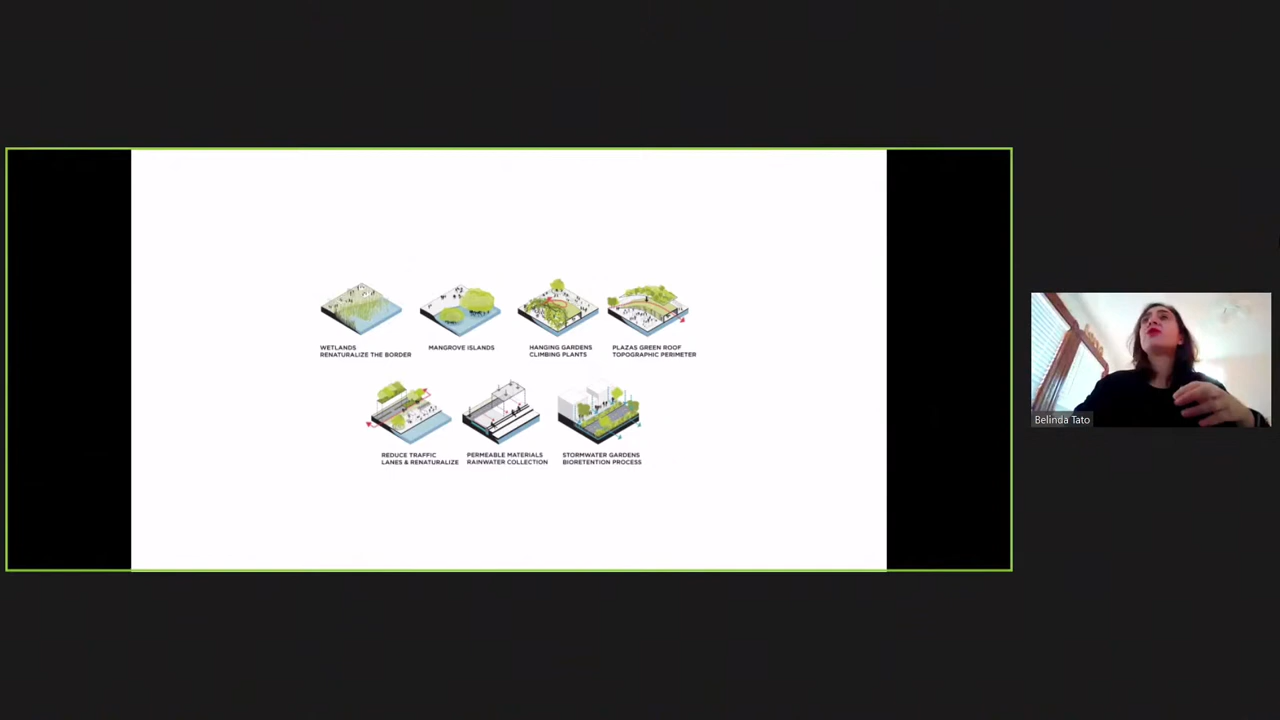 WETLANDS
RENATURALIZE THE BORDER
MANGROVE ISLANDS
HANGING GARDENS
CLIMBING PLANTS
PLAZAS GREEN ROOF
TOPOGRAPHIC PERIMETER
REDUCE TRAFFIC
LANES & RENATURALIZE
PERMEABLE MATERIALS
RAINWATER COLLECTION
STORMWATER GARDENS
BIORETENTION PROCESS
Belinda Tato